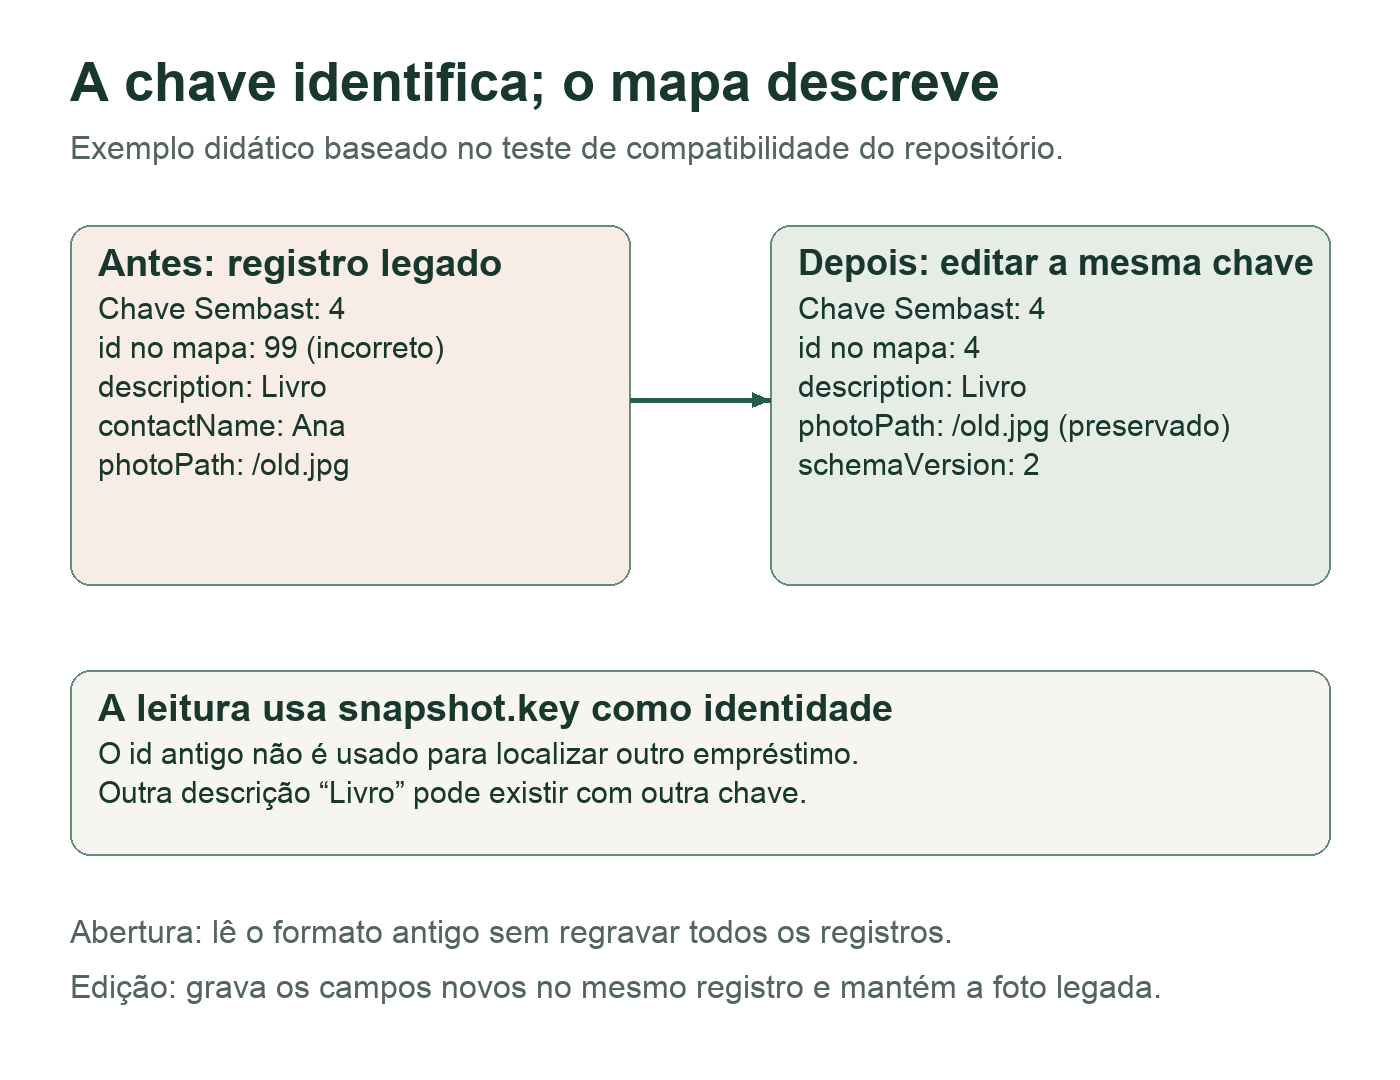 A chave identifica; o mapa descreve
Exemplo didático baseado no teste de compatibilidade do repositório.
Antes: registro legado
Chave Sembast: 4
id no mapa: 99 (incorreto)
description: Livro
contactName: Ana
photoPath: /old.jpg
Depois: editar a mesma chave
Chave Sembast: 4
id no mapa: 4
description: Livro
photoPath: /old.jpg (preservado)
schemaVersion: 2
A leitura usa snapshot.key como identidade
O id antigo não é usado para localizar outro empréstimo.
Outra descrição “Livro” pode existir com outra chave.
Abertura: lê o formato antigo sem regravar todos os registros.
Edição: grava os campos novos no mesmo registro e mantém a foto legada.